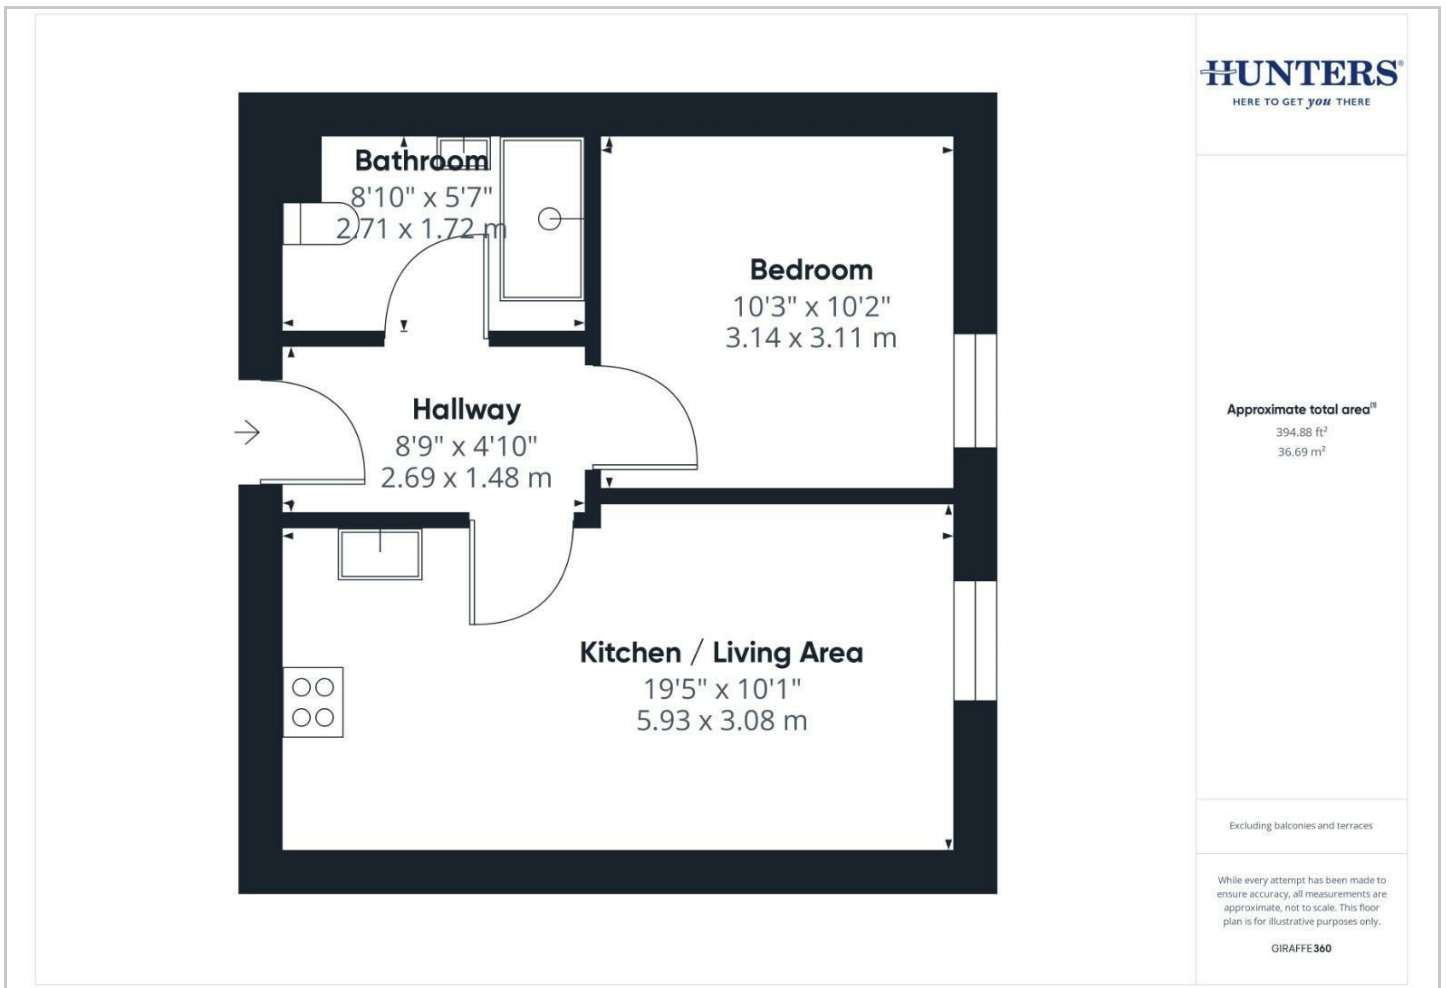 HUNTERS®
HERE TO GET you THERE
Bathroom
8'10" x 5'7"
2.71 x 1.72 m
Bedroom
10'3" x 10'2"
3.14 x 3.11 m
Hallway
8'9" x 4'10"
2.69 x 1.48 m
Kitchen / Living Area
19'5" x 10'1"
5.93 x 3.08 m
Approximate total area⁽¹⁾
394.88 ft²
36.69 m²
Excluding balconies and terraces
While every attempt has been made to
ensure accuracy, all measurements are
approximate, not to scale. This floor
plan is for illustrative purposes only.
GIRAFFE360